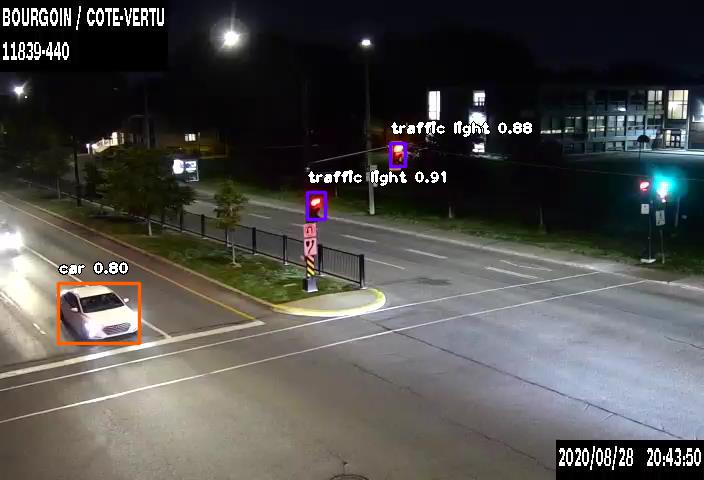 BOURGOIN / COTE-VERTU
11839-440
traffic light 0.88
traffic light 0.91
car 0.80
2020/08/28 20:43:50